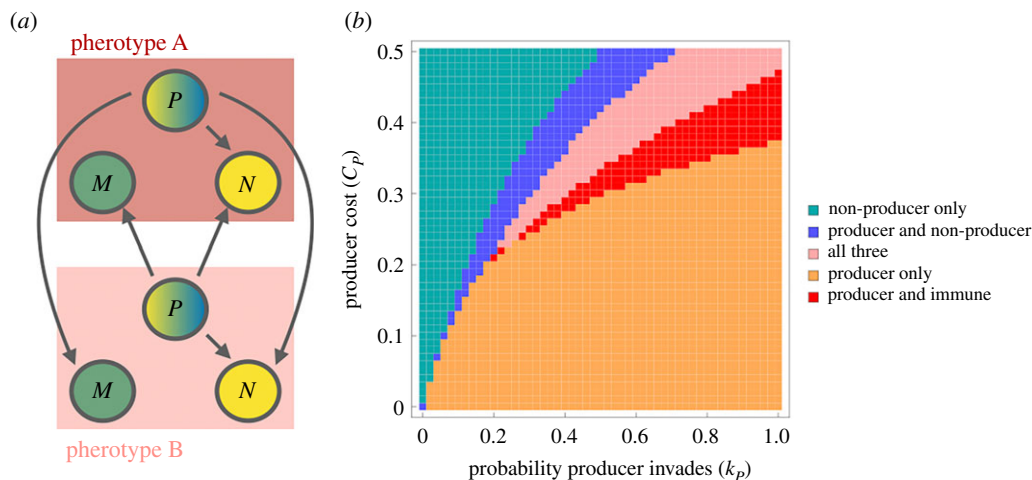 (a)
pherotype A
P
M
N
P
M
N
pherotype B
(b)
0.5
0.4
0.3
0.2
0.1
0
producer cost (C_P)
0
0.2
0.4
0.6
0.8
1.0
probability producer invades (k_P)
non-producer only
producer and non-producer
all three
producer only
producer and immune